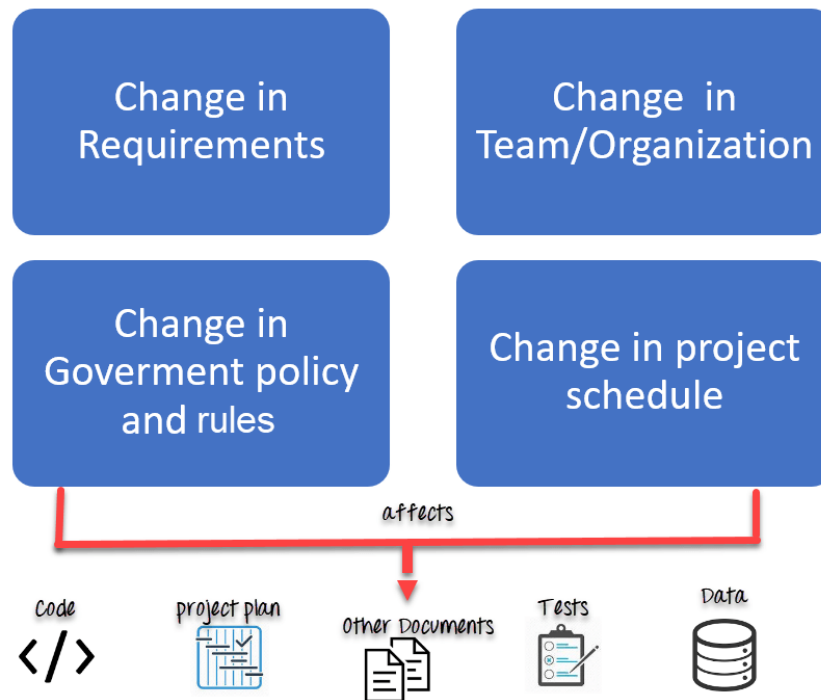 Change in
Requirements
Change in
Team/Organization
Change in
Goverment policy
and rules
Change in project
schedule
affects
Code
project plan
Other Documents
Tests
Data